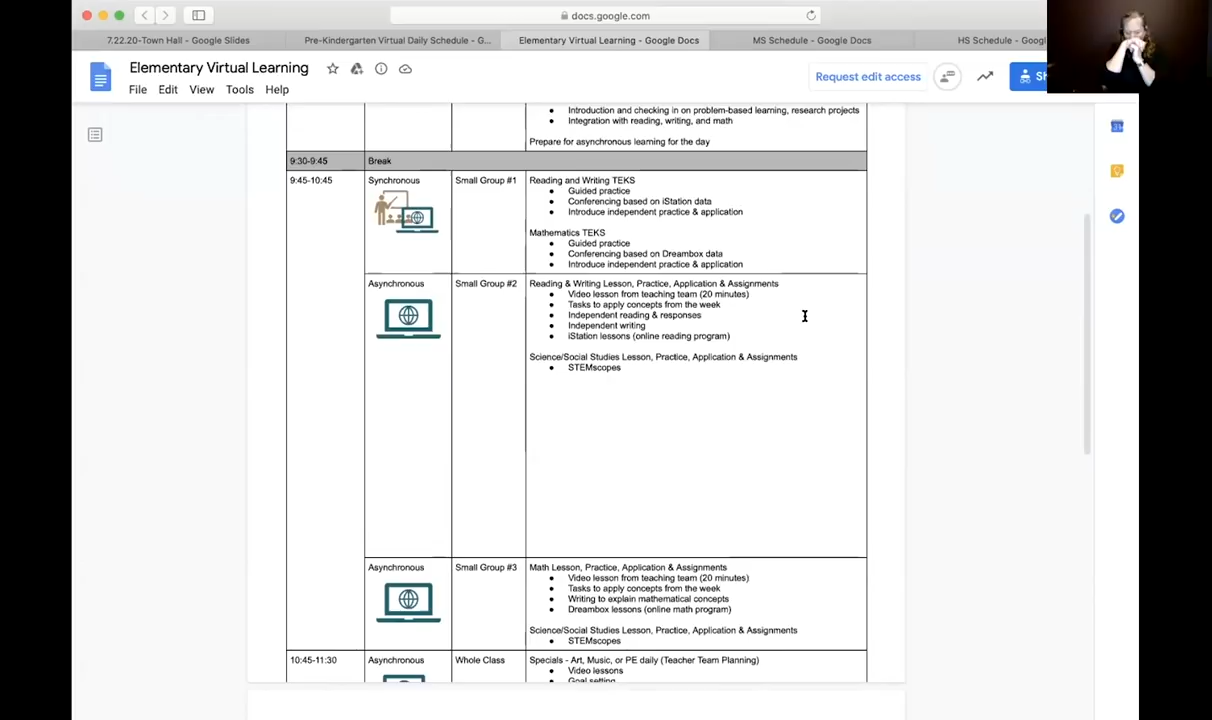 docs.google.com
7.22.20-Town Hall - Google Slides
Pre-Kindergarten Virtual Daily Schedule - G...
Elementary Virtual Learning - Google Docs
MS Schedule - Google Docs
HS Schedule - Goog
Elementary Virtual Learning
Request edit access
Sh
File Edit View Tools Help
Introduction and checking in on problem-based learning, research projects
Integration with reading, writing, and math
Prepare for asynchronous learning for the day
9:30-9:45 Break
9:45-10:45 Synchronous Small Group #1 Reading and Writing TEKS
Guided practice
Conferencing based on iStation data
Introduce independent practice & application
Mathematics TEKS
Guided practice
Conferencing based on Dreambox data
Introduce independent practice & application
Asynchronous Small Group #2 Reading & Writing Lesson, Practice, Application & Assignments
Video lesson from teaching team (20 minutes)
Tasks to apply concepts from the week
Independent reading & responses
Independent writing
iStation lessons (online reading program)
Science/Social Studies Lesson, Practice, Application & Assignments
STEMscopes
Asynchronous Small Group #3 Math Lesson, Practice, Application & Assignments
Video lesson from teaching team (20 minutes)
Tasks to apply concepts from the week
Writing to explain mathematical concepts
Dreambox lessons (online math program)
Science/Social Studies Lesson, Practice, Application & Assignments
STEMscopes
10:45-11:30 Asynchronous Whole Class Specials - Art, Music, or PE daily (Teacher Team Planning)
Video lessons
Goal setting